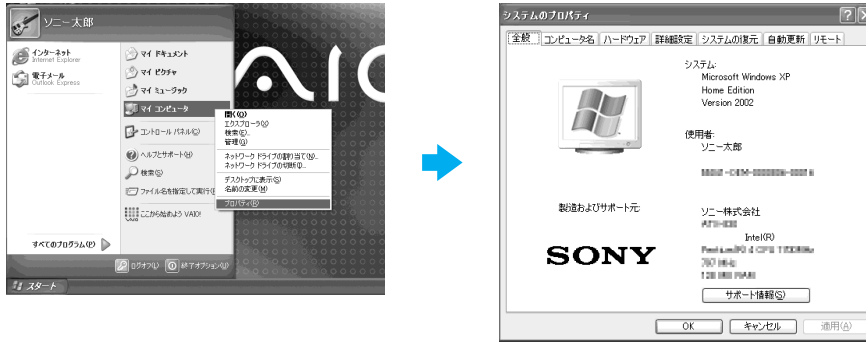 ソニー太郎
インターネット
Internet Explorer
電子メール
Outlook Express
すべてのプログラム(P)
マイ ドキュメント
マイ ピクチャ
マイ ミュージック
マイ コンピュータ
コントロール パネル(C)
ヘルプとサポート(H)
検索(S)
ファイル名を指定して実行(R)
ここから始めよう VAIO!
ログオフ(L)
終了オプション(U)
スタート
開く(O)
エクスプローラ(X)
検索(E)...
管理(G)
ネットワーク ドライブの割り当て(N)...
ネットワーク ドライブの切断(I)...
デスクトップに表示(S)
名前の変更(M)
プロパティ(R)
システムのプロパティ
全般
コンピュータ名
ハードウェア
詳細設定
システムの復元
自動更新
リモート
システム:
Microsoft Windows XP
Home Edition
Version 2002
使用者:
ソニー太郎
製造およびサポート元:
SONY
ソニー株式会社
Intel(R)
サポート情報(S)
OK
キャンセル
適用(A)